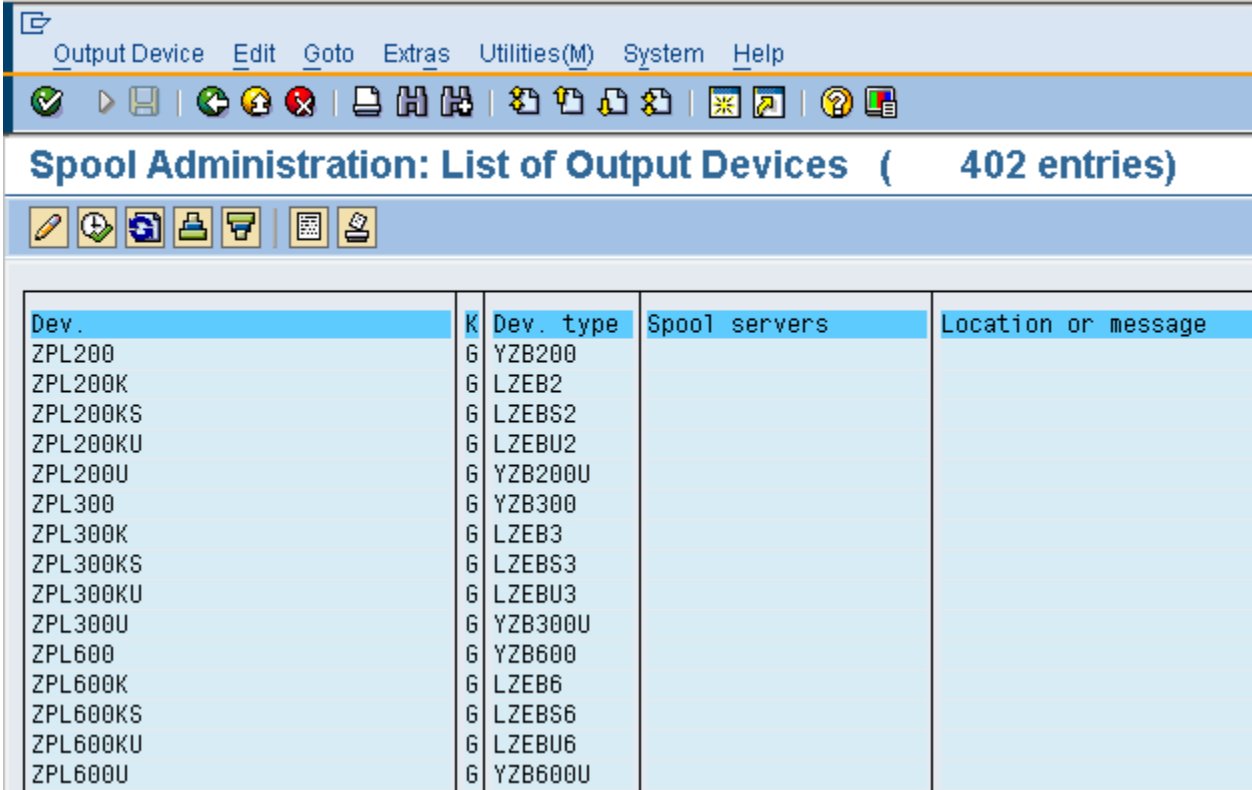 Output Device Edit Goto Extras Utilities(M) System Help
Spool Administration: List of Output Devices ( 402 entries)
Dev. K Dev. type Spool servers Location or message
ZPL200 G YZB200
ZPL200K G LZEB2
ZPL200KS G LZEBS2
ZPL200KU G LZEBU2
ZPL200U G YZB200U
ZPL300 G YZB300
ZPL300K G LZEB3
ZPL300KS G LZEBS3
ZPL300KU G LZEBU3
ZPL300U G YZB300U
ZPL600 G YZB600
ZPL600K G LZEB6
ZPL600KS G LZEBS6
ZPL600KU G LZEBU6
ZPL600U G YZB600U